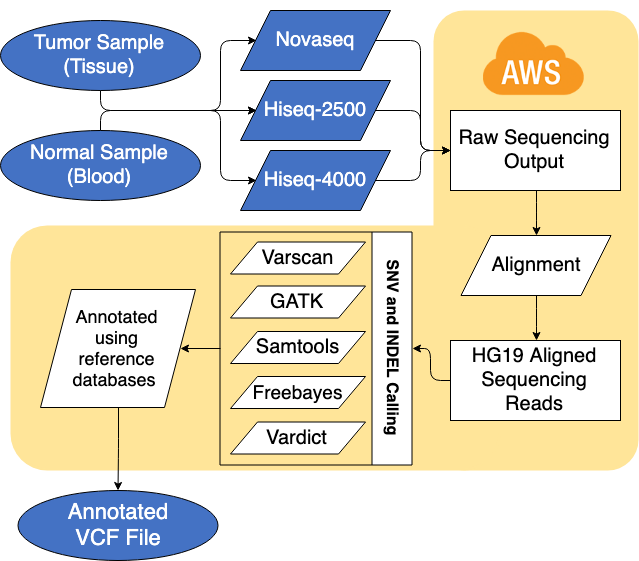 Tumor Sample
(Tissue)
Normal Sample
(Blood)
Novaseq
Hiseq-2500
Hiseq-4000
AWS
Raw Sequencing
Output
Alignment
HG19 Aligned
Sequencing
Reads
SNV and INDEL Calling
Varscan
GATK
Samtools
Freebayes
Vardict
Annotated
using
reference
databases
Annotated
VCF File